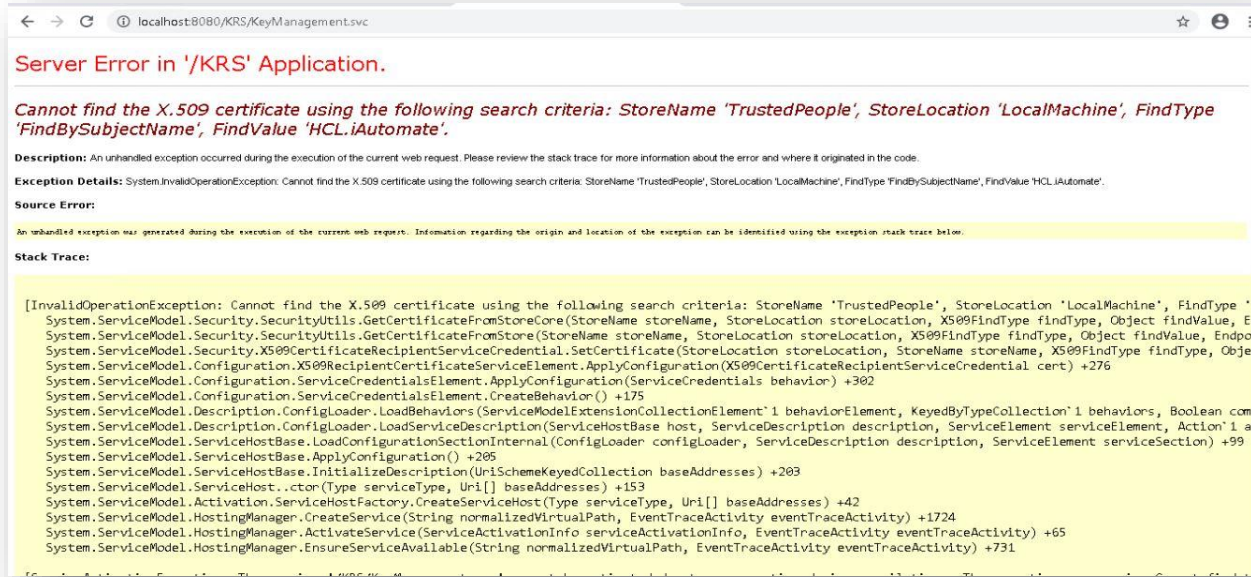 localhost:8080/KRS/KeyManagement.svc
Server Error in '/KRS' Application.
Cannot find the X.509 certificate using the following search criteria: StoreName 'TrustedPeople', StoreLocation 'LocalMachine', FindType
'FindBySubjectName', FindValue 'HCL.iAutomate'.
Description: An unhandled exception occurred during the execution of the current web request. Please review the stack trace for more information about the error and where it originated in the code.
Exception Details: System.InvalidOperationException: Cannot find the X.509 certificate using the following search criteria: StoreName 'TrustedPeople', StoreLocation 'LocalMachine', FindType 'FindBySubjectName', FindValue 'HCL.iAutomate'.
Source Error:
An unhandled exception was generated during the execution of the current web request. Information regarding the origin and location of the exception can be identified using the exception stack trace below.
Stack Trace:
[InvalidOperationException: Cannot find the X.509 certificate using the following search criteria: StoreName 'TrustedPeople', StoreLocation 'LocalMachine', FindType '
System.ServiceModel.Security.SecurityUtils.GetCertificateFromStoreCore(StoreName storeName, StoreLocation storeLocation, X509FindType findType, Object findValue, E
System.ServiceModel.Security.SecurityUtils.GetCertificateFromStore(StoreName storeName, StoreLocation storeLocation, X509FindType findType, Object findValue, Endpo
System.ServiceModel.Security.X509CertificateRecipientServiceCredential.SetCertificate(StoreLocation storeLocation, StoreName storeName, X509FindType findType, Obje
System.ServiceModel.Configuration.X509RecipientCertificateServiceElement.ApplyConfiguration(X509CertificateRecipientServiceCredential cert) +276
System.ServiceModel.Configuration.ServiceCredentialsElement.ApplyConfiguration(ServiceCredentials behavior) +302
System.ServiceModel.Configuration.ServiceCredentialsElement.CreateBehavior() +175
System.ServiceModel.Description.ConfigLoader.LoadBehaviors(ServiceModelExtensionCollectionElement`1 behaviorElement, KeyedByTypeCollection`1 behaviors, Boolean com
System.ServiceModel.Description.ConfigLoader.LoadServiceDescription(ServiceHostBase host, ServiceDescription description, ServiceElement serviceElement, Action`1 a
System.ServiceModel.ServiceHostBase.LoadConfigurationSectionInternal(ConfigLoader configLoader, ServiceDescription description, ServiceElement serviceSection) +99
System.ServiceModel.ServiceHostBase.ApplyConfiguration() +205
System.ServiceModel.ServiceHostBase.InitializeDescription(UriSchemeKeyedCollection baseAddresses) +203
System.ServiceModel.ServiceHost..ctor(Type serviceType, Uri[] baseAddresses) +153
System.ServiceModel.Activation.ServiceHostFactory.CreateServiceHost(Type serviceType, Uri[] baseAddresses) +42
System.ServiceModel.HostingManager.CreateService(String normalizedVirtualPath, EventTraceActivity eventTraceActivity) +1724
System.ServiceModel.HostingManager.ActivateService(ServiceActivationInfo serviceActivationInfo, EventTraceActivity eventTraceActivity) +65
System.ServiceModel.HostingManager.EnsureServiceAvailable(String normalizedVirtualPath, EventTraceActivity eventTraceActivity) +731